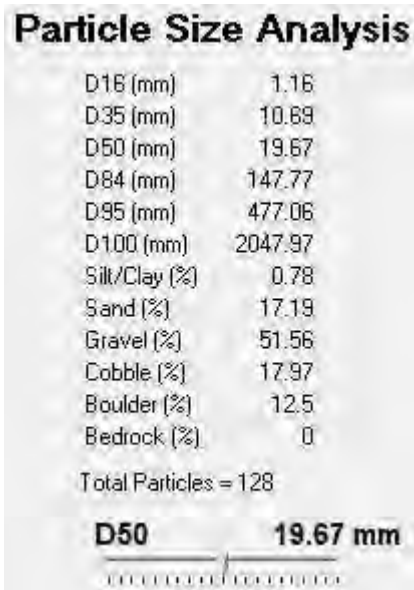 Particle Size Analysis
D16 (mm) 1.16
D35 (mm) 10.69
D50 (mm) 19.67
D84 (mm) 147.77
D95 (mm) 477.06
D100 (mm) 2047.97
Silt/Clay (%) 0.78
Sand (%) 17.19
Gravel (%) 51.56
Cobble (%) 17.97
Boulder (%) 12.5
Bedrock (%) 0
Total Particles = 128
D50 19.67 mm